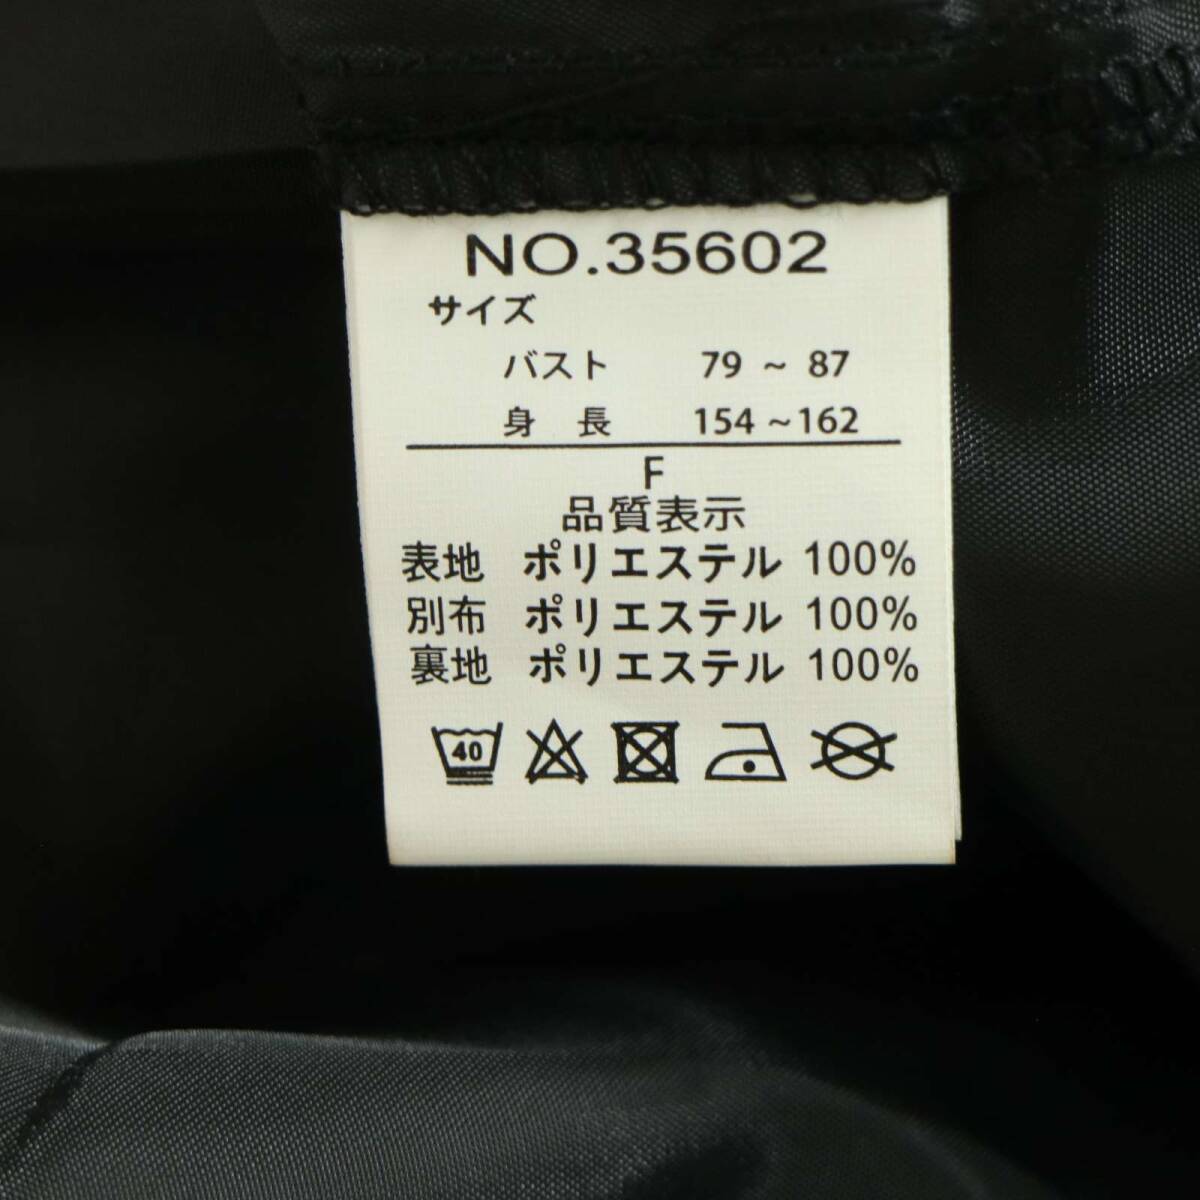 NO.35602
サイズ
バスト 79 ~ 87
身 長 154 ~162
F
品質表示
表地 ポリエステル 100%
別布 ポリエステル 100%
裏地 ポリエステル 100%
40